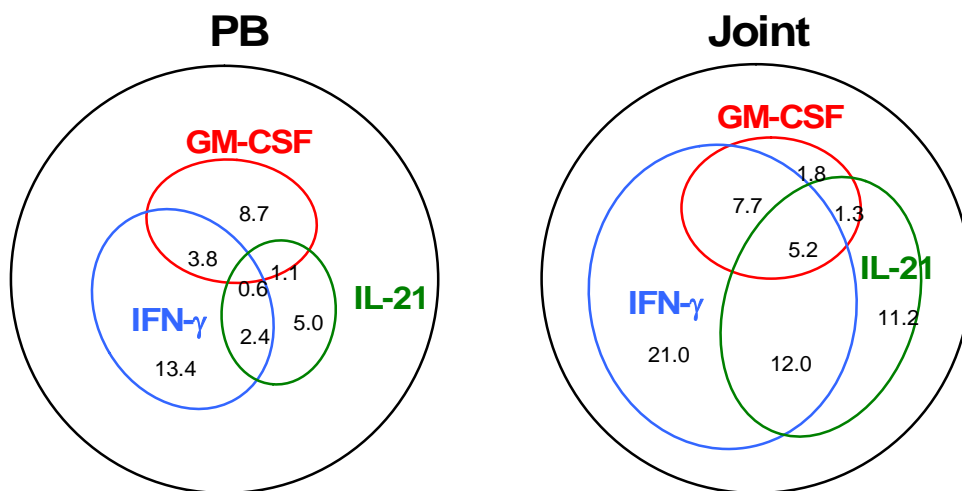 PB
GM-CSF
8.7
3.8
1.1
0.6
IL-21
IFN-γ
5.0
2.4
13.4
Joint
GM-CSF
1.8
7.7
1.3
5.2
IL-21
IFN-γ
11.2
21.0
12.0